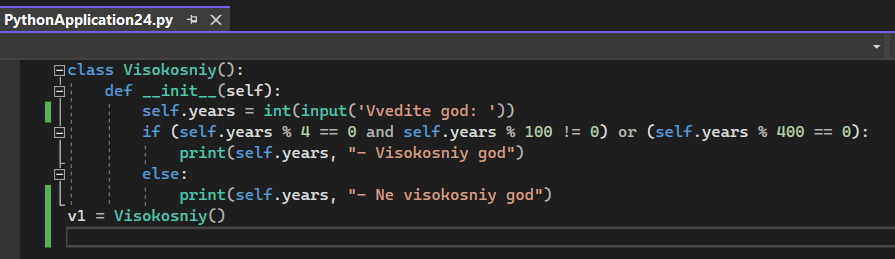 PythonApplication24.py
class Visokosniy():
    def __init__(self):
        self.years = int(input('Vvedite god: '))
        if (self.years % 4 == 0 and self.years % 100 != 0) or (self.years % 400 == 0):
            print(self.years, "– Visokosniy god")
        else:
            print(self.years, "– Ne visokosniy god")
v1 = Visokosniy()